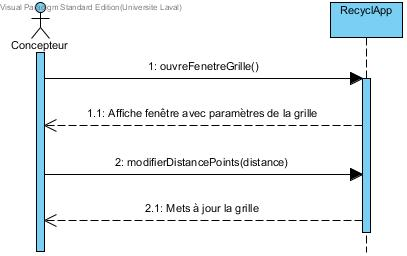 Visual Paradigm Standard Edition(Universite Laval)
RecyclApp
Concepteur
1: ouvreFenetreGrille()
1.1: Affiche fenêtre avec paramètres de la grille
2: modifierDistancePoints(distance)
2.1: Mets à jour la grille